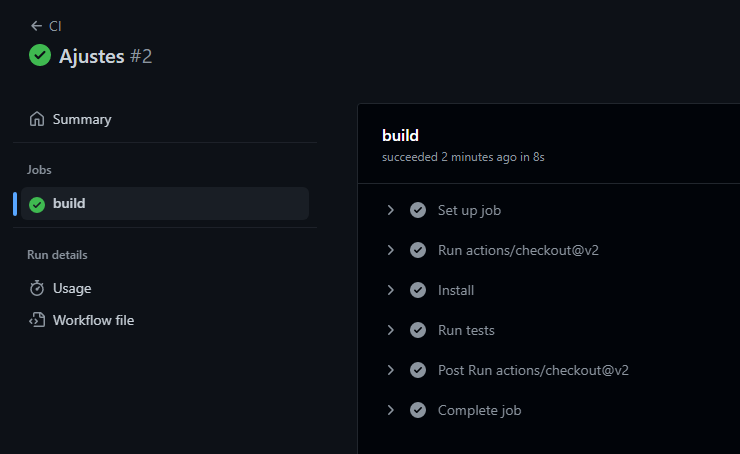 CI
Ajustes #2
Summary
Jobs
build
Run details
Usage
Workflow file
build
succeeded 2 minutes ago in 8s
Set up job
Run actions/checkout@v2
Install
Run tests
Post Run actions/checkout@v2
Complete job